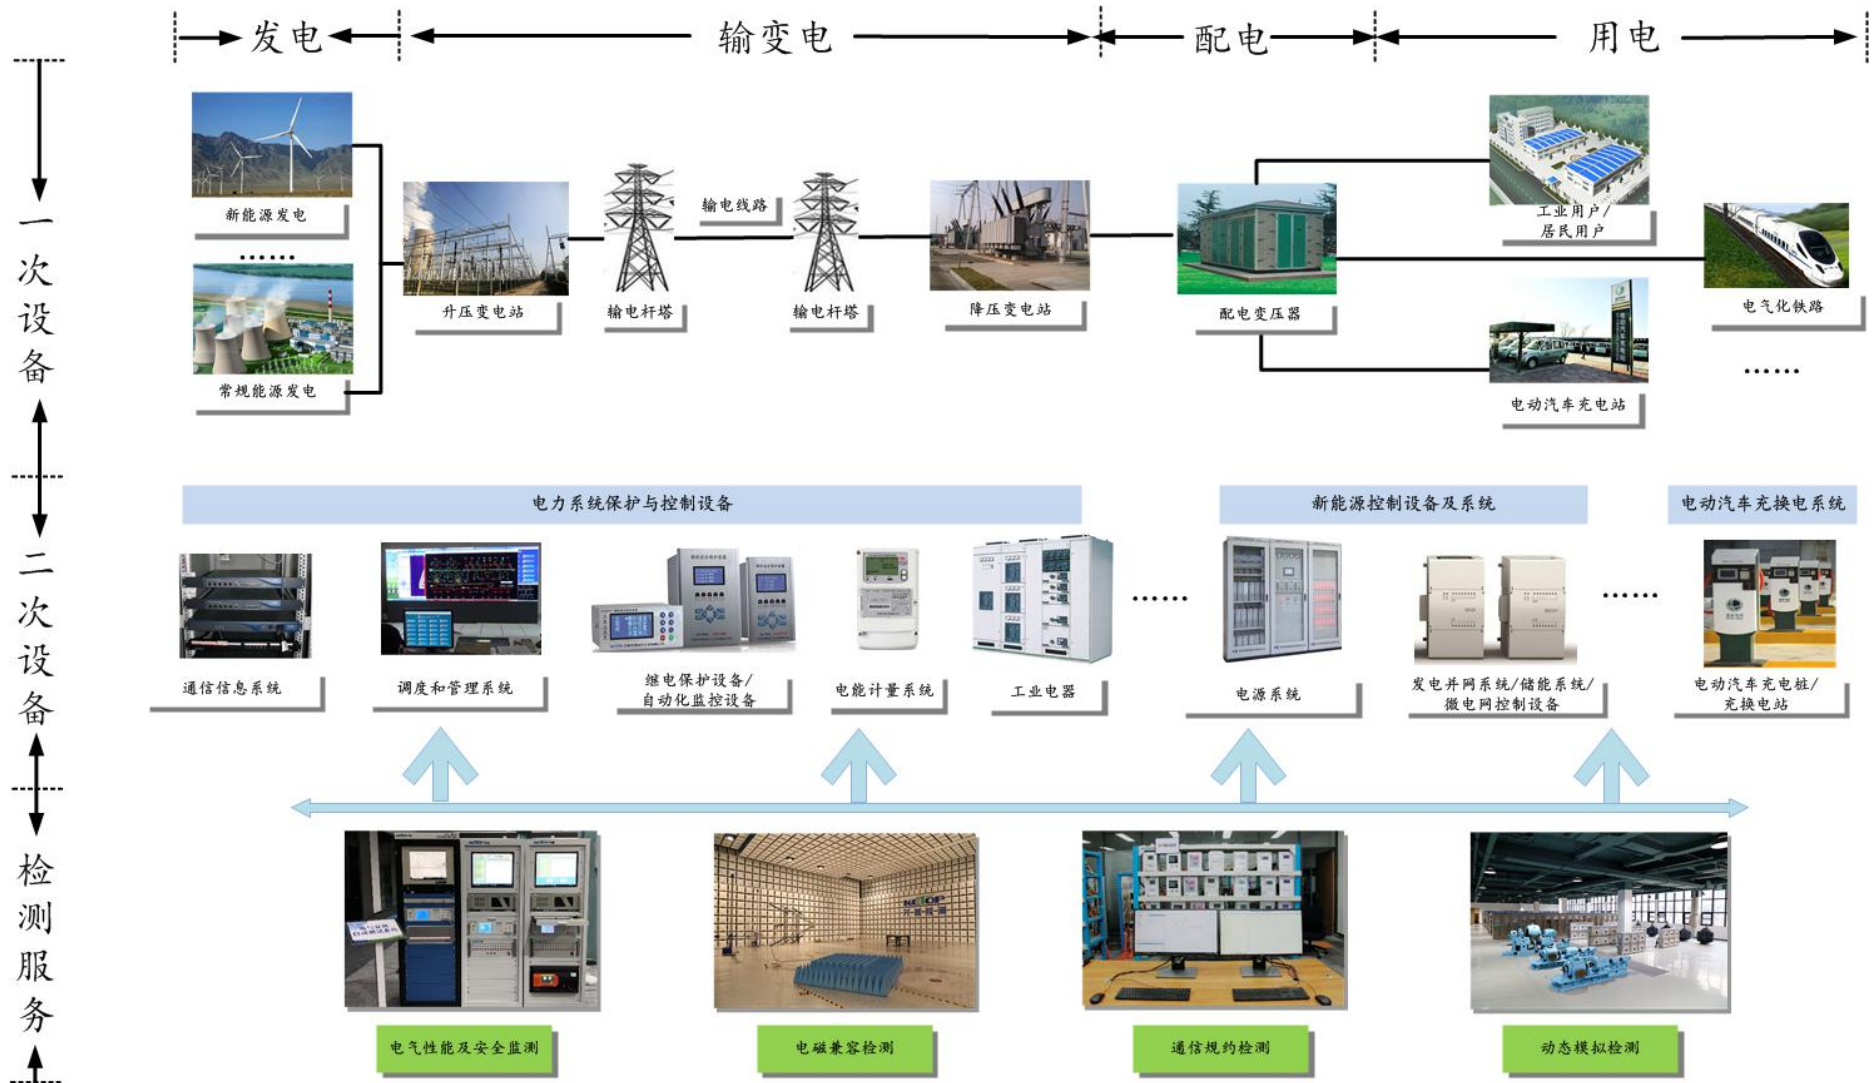 发电
输变电
配电
用电
一次设备
新能源发电
......
常规能源发电
升压变电站
输电杆塔
输电线路
输电杆塔
降压变电站
配电变压器
工业用户/
居民用户
电气化铁路
......
电动汽车充电站
二次设备
电力系统保护与控制设备
新能源控制设备及系统
电动汽车充换电系统
......
......
通信信息系统
调度和管理系统
继电保护设备/
自动化监控设备
电能计量系统
工业电器
电源系统
发电并网系统/储能系统/
微电网控制设备
电动汽车充电桩/
充换电站
检测服务
KETOP
电气性能及安全监测
电磁兼容检测
通信规约检测
动态模拟检测